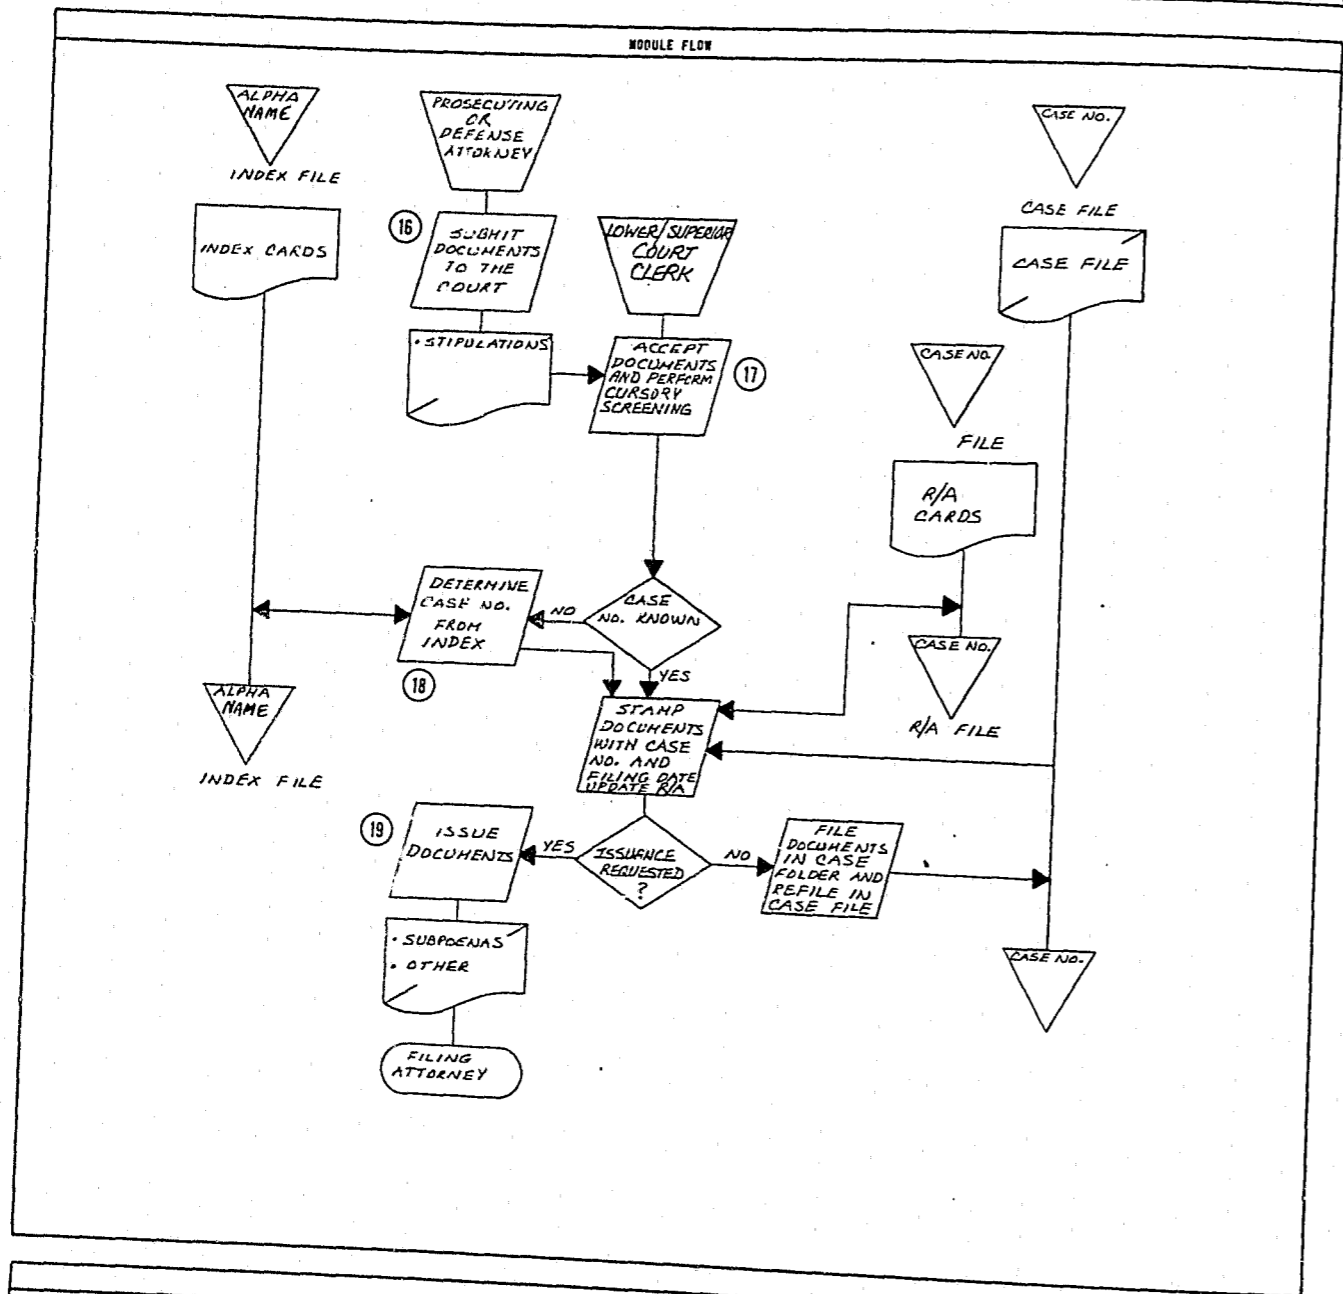 MODULE FLOW
ALPHA
NAME
INDEX FILE
INDEX CARDS
PROSECUTING
OR
DEFENSE
ATTORNEY
16
SUBMIT
DOCUMENTS
TO THE
COURT
• STIPULATIONS
LOWER/SUPERIOR
COURT
CLERK
ACCEPT
DOCUMENTS
AND PERFORM
CURSORY
SCREENING
17
CASE NO.
CASE FILE
CASE FILE
CASE NO.
FILE
R/A
CARDS
DETERMINE
CASE NO.
FROM
INDEX
18
NO
CASE
NO. KNOWN
YES
CASE NO.
R/A FILE
ALPHA
NAME
INDEX FILE
STAMP
DOCUMENTS
WITH CASE
NO. AND
FILING DATE
UPDATE R/A
19
ISSUE
DOCUMENTS
YES
ISSUANCE
REQUESTED
?
NO
FILE
DOCUMENTS
IN CASE
FOLDER AND
REFILE IN
CASE FILE
• SUBPOENAS
• OTHER
CASE NO.
FILING
ATTORNEY